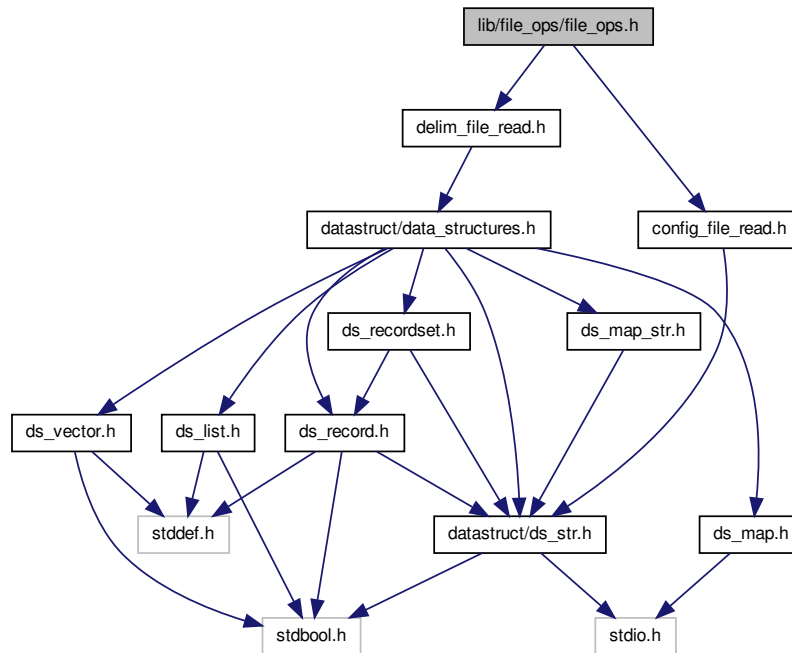 lib/file_ops/file_ops.h
delim_file_read.h
datastruct/data_structures.h
config_file_read.h
ds_recordset.h
ds_map_str.h
ds_vector.h
ds_list.h
ds_record.h
stddef.h
datastruct/ds_str.h
ds_map.h
stdbool.h
stdio.h